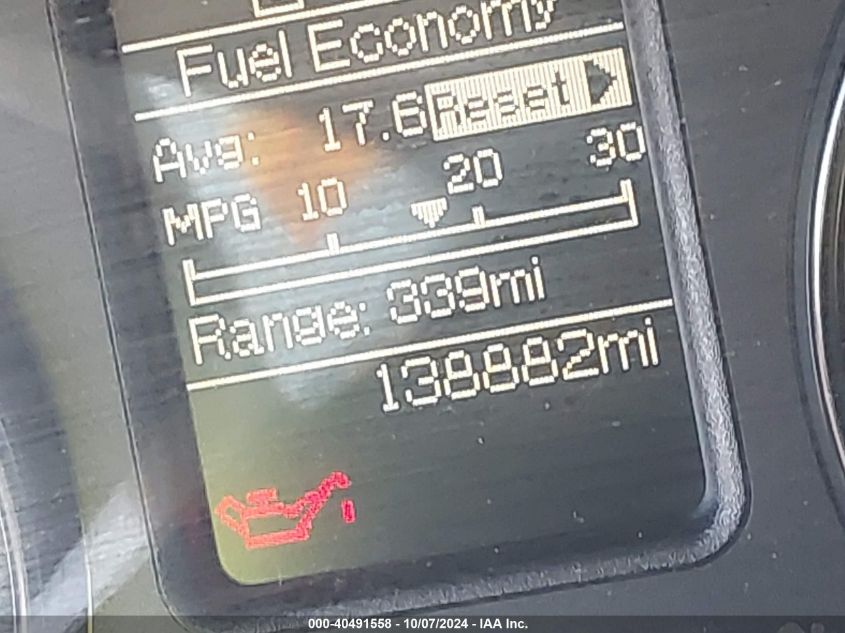 Fuel Economy
Avg: 17.6 Reset
MPG 10 20 30
Range: 339mi
138882mi
000-40491558 - 10/07/2024 - IAA Inc.